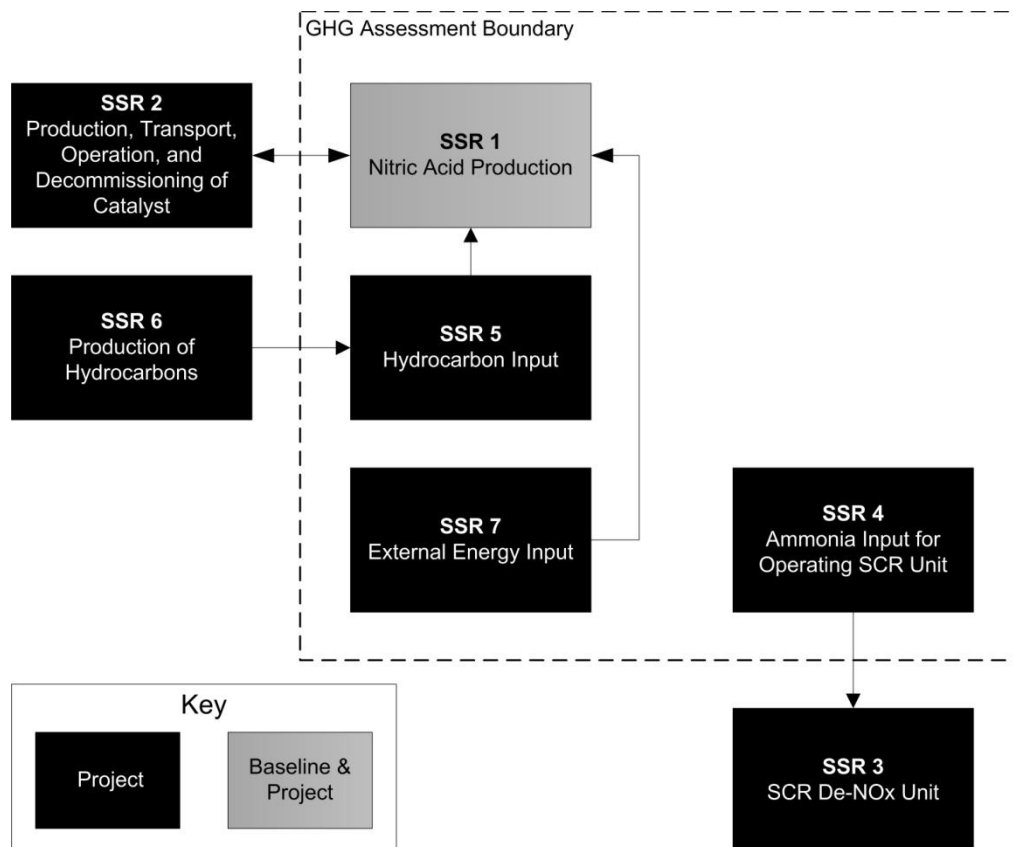 GHG Assessment Boundary
SSR 2
Production, Transport,
Operation, and
Decommissioning of
Catalyst
SSR 1
Nitric Acid Production
SSR 6
Production of
Hydrocarbons
SSR 5
Hydrocarbon Input
SSR 7
External Energy Input
SSR 4
Ammonia Input for
Operating SCR Unit
Key
Project
Baseline &
Project
SSR 3
SCR De-NOx Unit